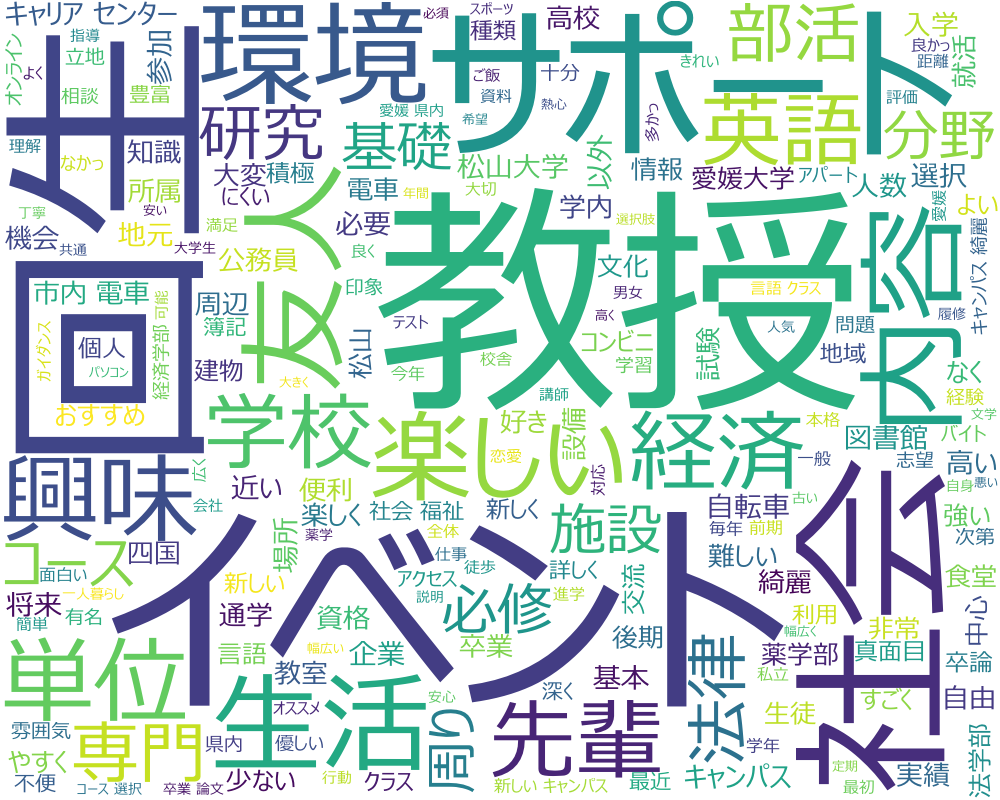 キャリア センター
必須
環境
サポート
スポーツ
種類
高校
部活
入学
良かっ
距離
就活
指導
立地
よく
オンライン
参加
相談
豊富
生
ご飯
十分
きれい
資料
熱心
愛媛 県内
希望
多かっ
英語
評価
分野
理解
なかっ
知識
研究
基礎
松山大学
以外
情報
愛媛大学
アパート
人数
選択
丁寧
所属
大変
積極
にくい
電車
年間
大切
愛媛
よい
安い
機会
共通
地元
大学生
満足
必要
学内
選択肢
友人
教授
内容
キャンパス 綺麗
公務員
良く
印象
文化
男女
言語 クラス
履修
回
市内 電車
可能
周辺
簿記
松山
テスト
高く
人気
問題
個人
パソコン
ガイダンス
経済学部
建物
今年
校舎
コンビニ
学習
試験
地域
なく
経験
おすすめ
大きく
講師
文学
学校
楽しい
好き
設備
経済
本格
図書館
バイト
興味
広く
近い
便利
恋愛
対応
一般
志望
高い
自身
悪い
会社
楽しく
社会 福祉
新しく
施設
自転車
古い
社会
強い
コース
四国
場所
薬学
全体
仕事
毎年
前期
次第
面白い
新しい
イベント
アクセス
徒歩
詳しく
交流
難しい
綺麗
食堂
将来
一人暮らし
簡単
有名
通学
資格
説明
必修
進学
後期
利用
幅広く
非常
中心
単位
言語
幅広い
教室
企業
卒業
法律
薬学部
真面目
卒論
生活
安心
深く
基本
私立
すごく
自由
雰囲気
専門
オススメ
県内
優しい
周り
先輩
生徒
学年
法学部
やすく
不便
少ない
行動
クラス
コース 選択
卒業 論文
新しい キャンパス
最近
キャンパス
定期
最初
実績